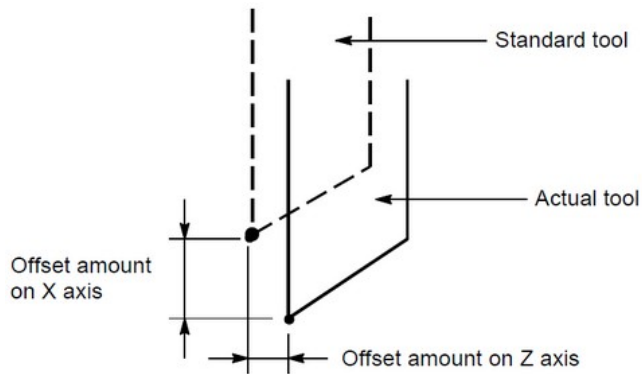 Standard tool
Actual tool
Offset amount
on X axis
Offset amount on Z axis